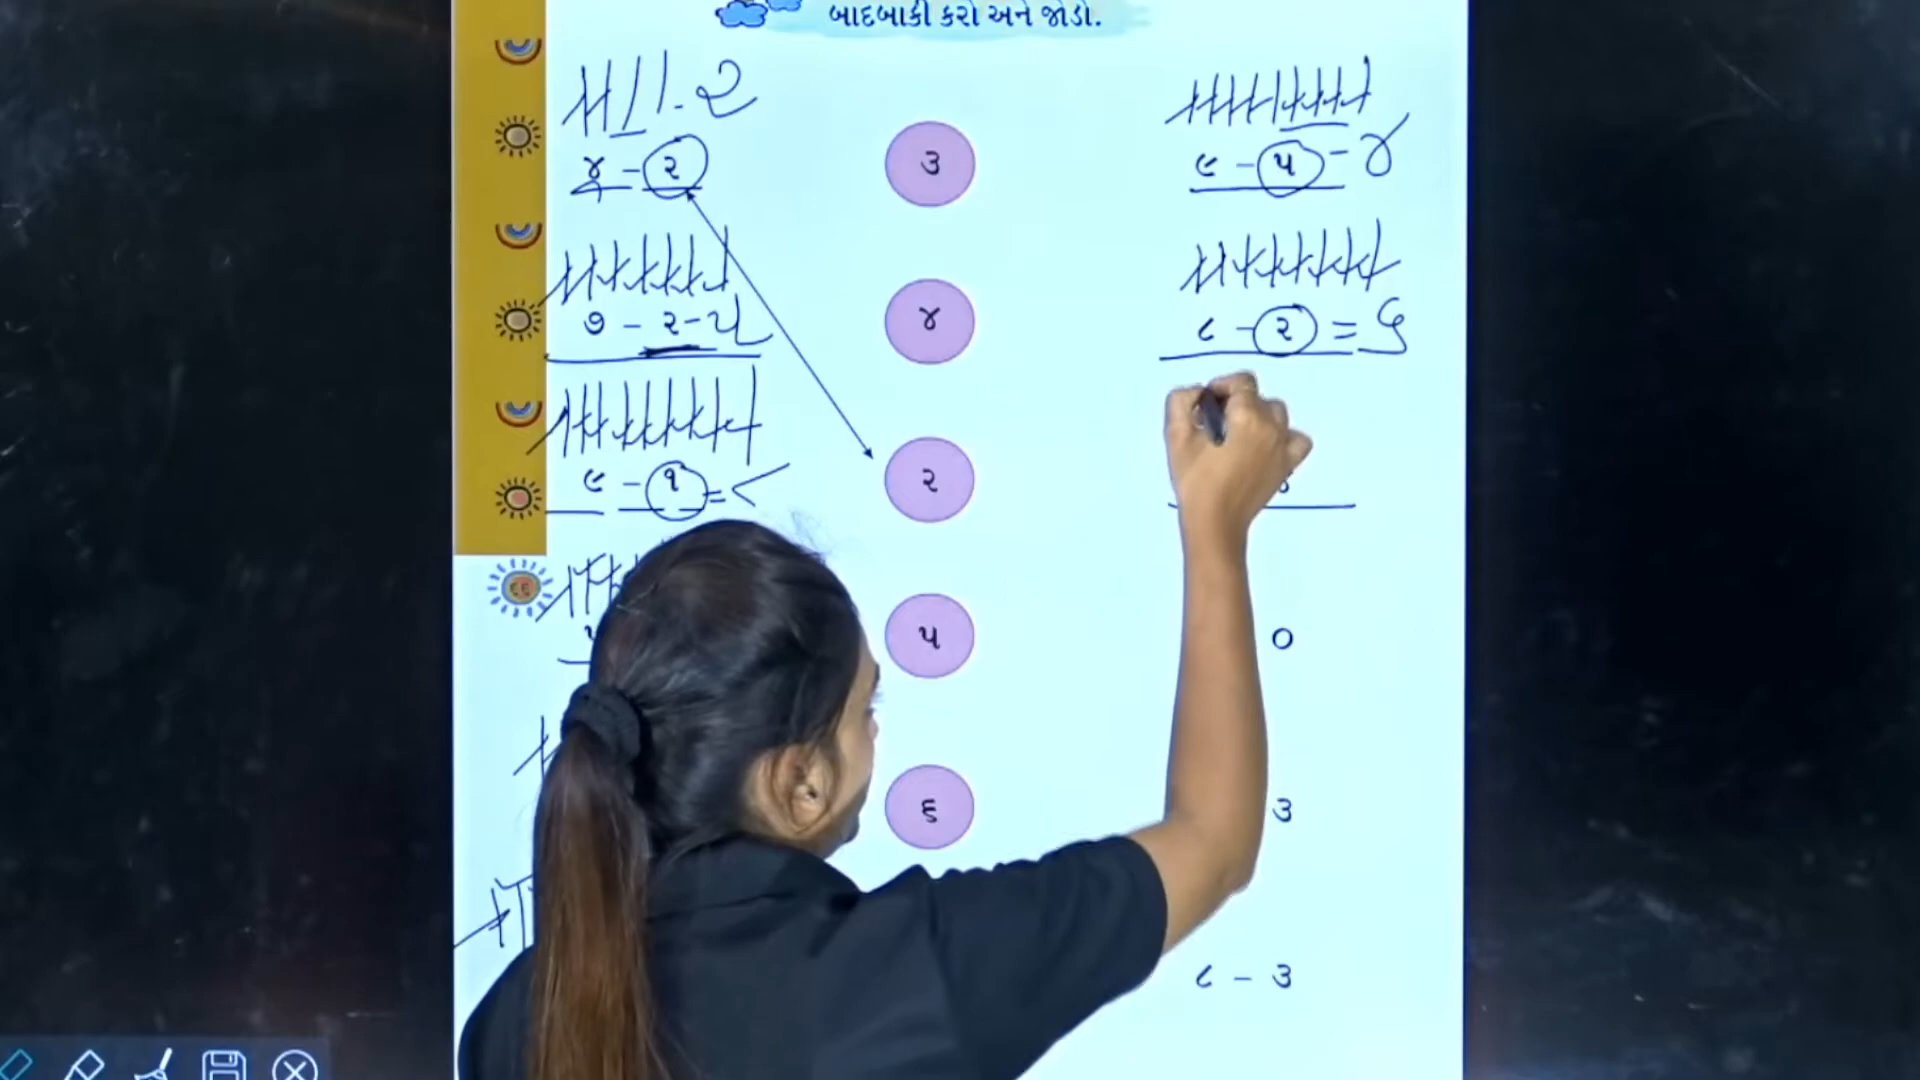 બાદબાકી કરો અને જોડો.
૨
૪ - ૨
૩
૯ - ૫ - ૪
૭ - ૨ - ૫
૪
૮ - ૨ = ૬
૯ - ૧ = ૮
૨
૫
૦
૬
૩
૮ - ૩